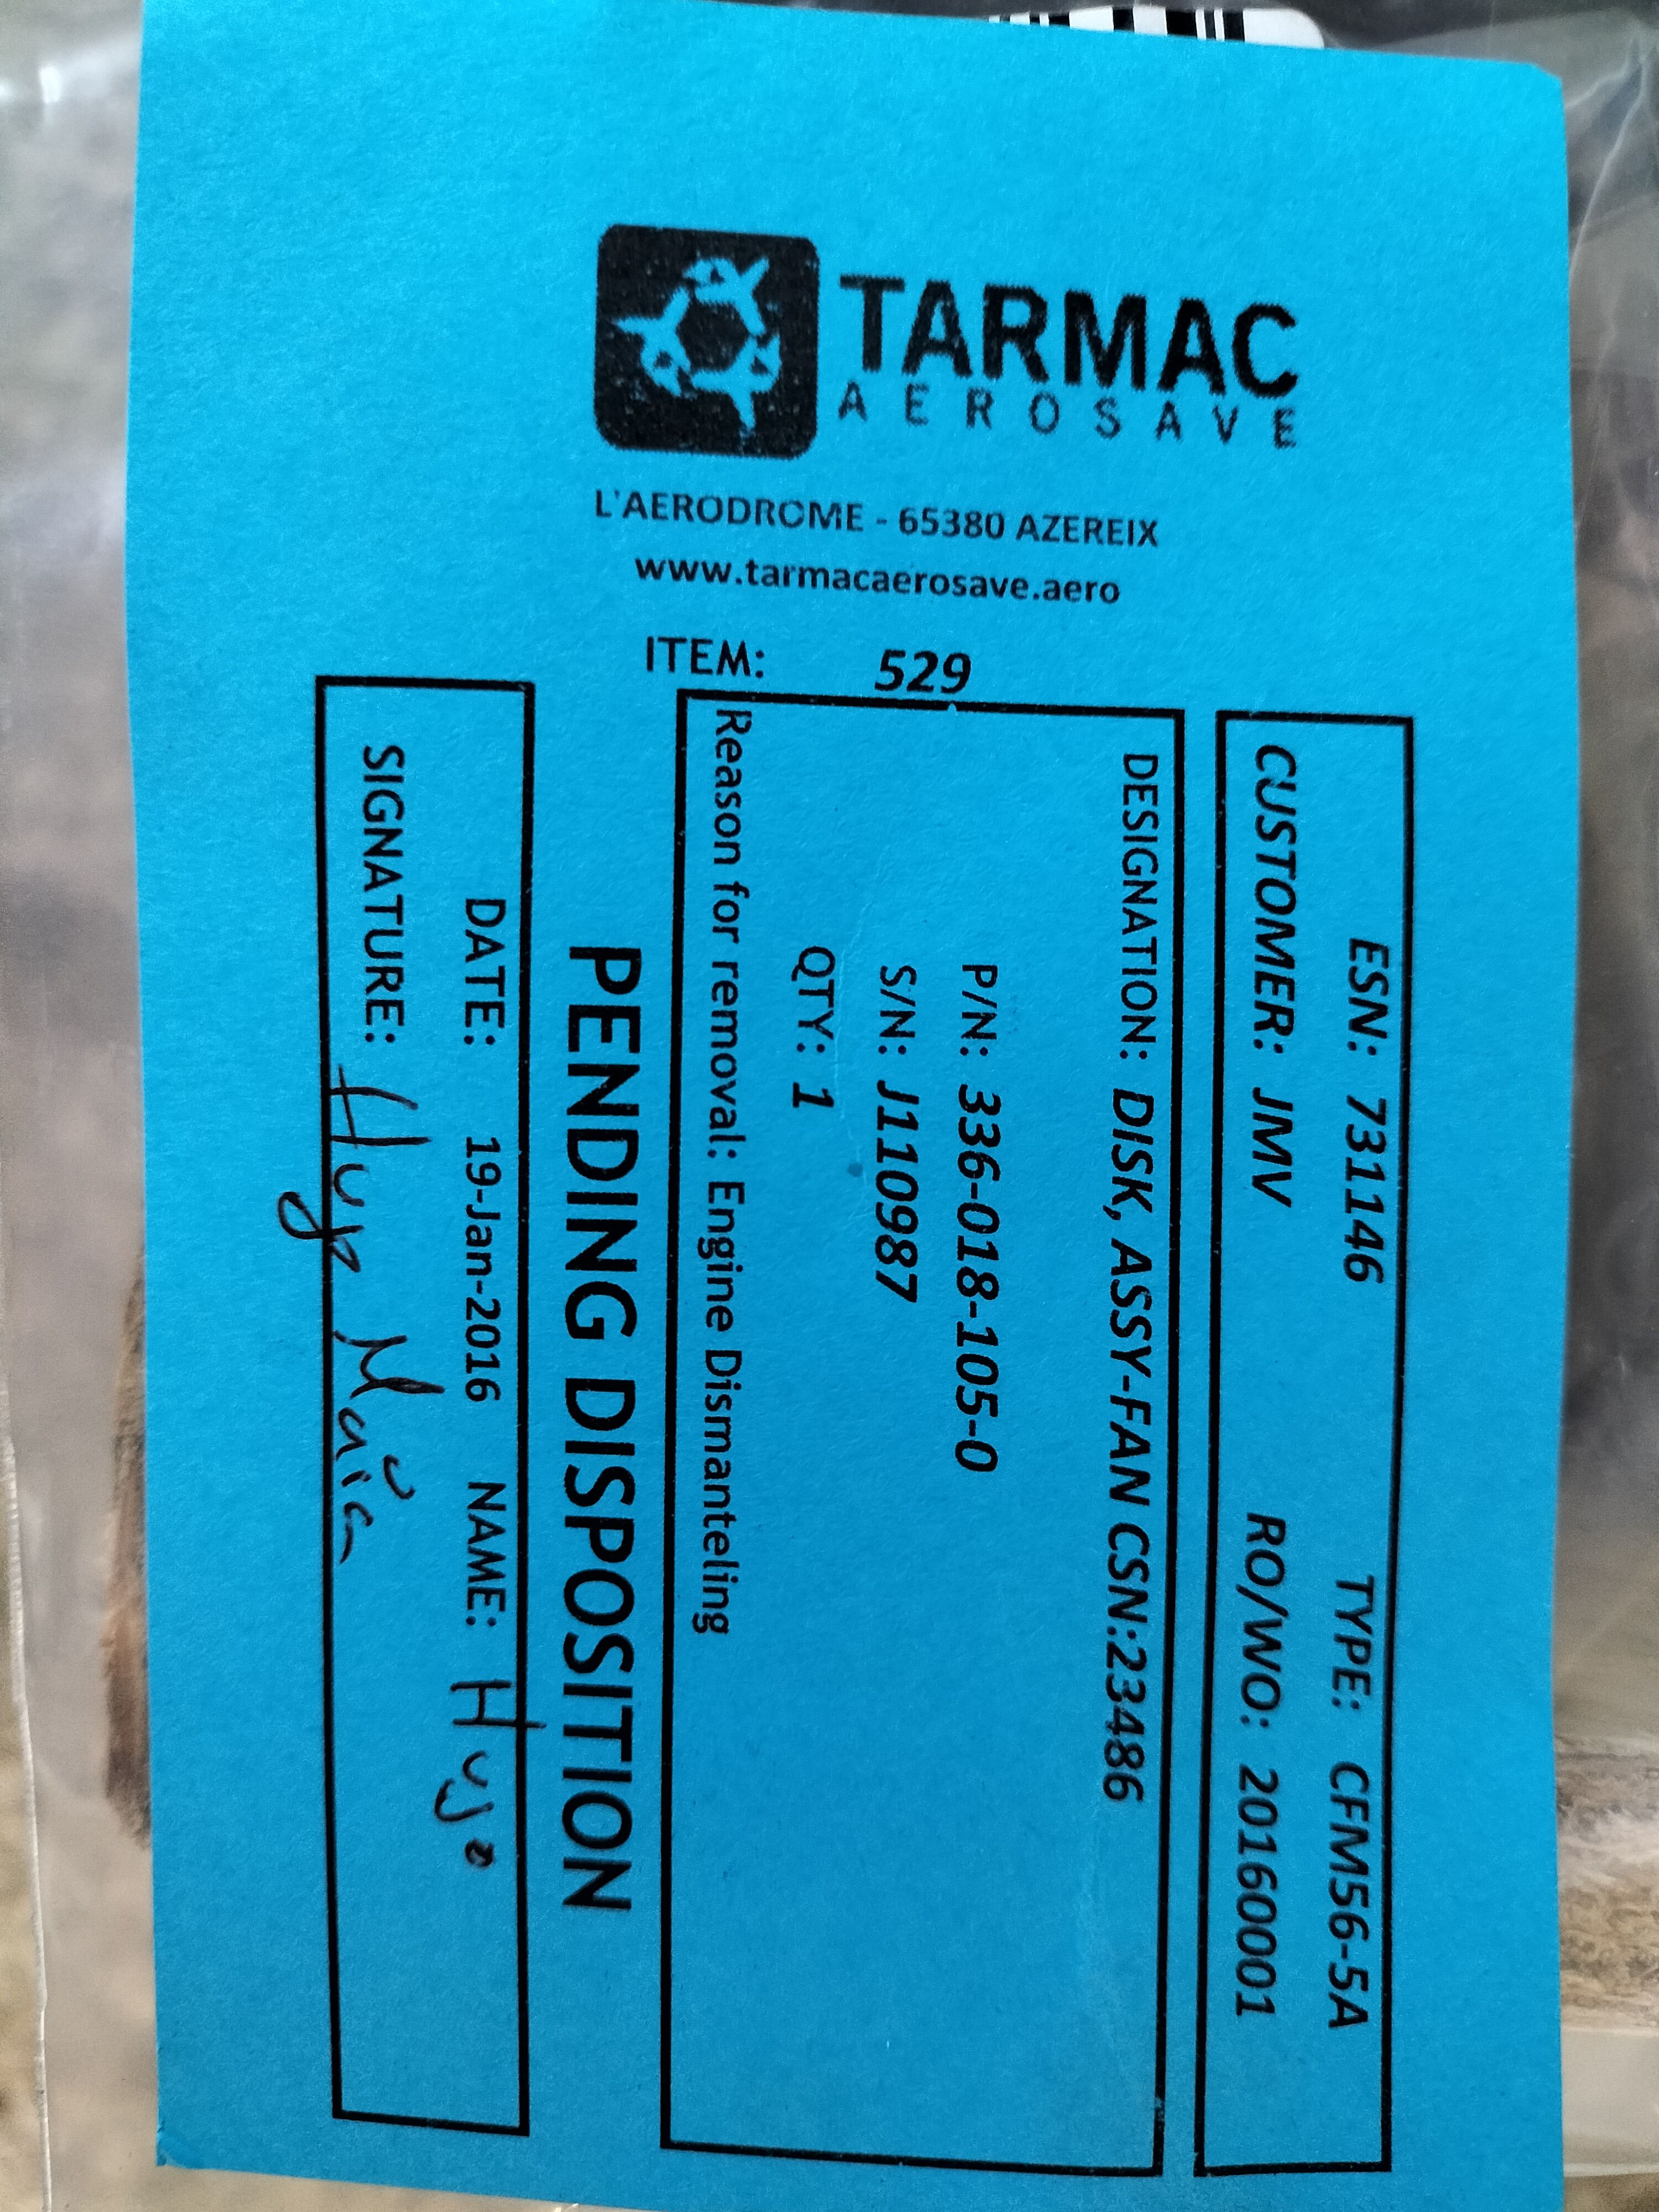 TARMAC
AEROSAVE
L'AERODROME - 65380 AZEREIX
www.tarmacaerosave.aero
ITEM: 529
ESN: 731146 TYPE: CFM56-5A
CUSTOMER: JMV RO/WO: 20160001
DESIGNATION: DISK, ASSY-FAN CSN:23486
P/N: 336-018-105-0
S/N: J110987
QTY: 1
Reason for removal: Engine Dismanteling
PENDING DISPOSITION
DATE: 19-Jan-2016 NAME: Hugo
SIGNATURE: Hugo